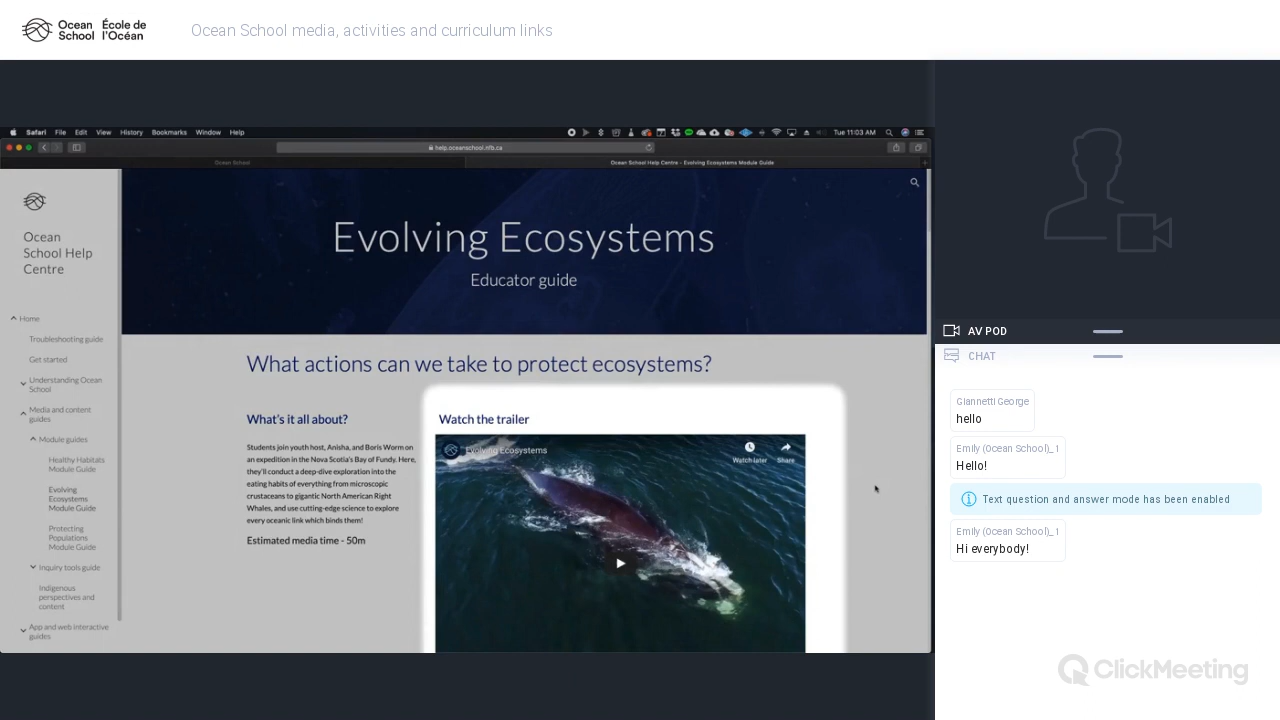 Ocean School
École de l'Océan
Ocean School media, activities and curriculum links
Safari File Edit View History Bookmarks Window Help
Tue 11:03 AM
help.oceanschool.nfb.ca
Ocean School
Ocean School Help Centre - Evolving Ecosystems Module Guide
Ocean
School Help
Centre
Home
Troubleshooting guide
Get started
Understanding Ocean
School
Media and content
guides
Module guides
Healthy Habitats
Module Guide
Evolving
Ecosystems
Module Guide
Protecting
Populations
Module Guide
Inquiry tools guide
Indigenous
perspectives and
content
App and web interactive
guides
Evolving Ecosystems
Educator guide
What actions can we take to protect ecosystems?
What's it all about?
Students join youth host, Anisha, and Boris Worm on
an expedition in the Nova Scotia's Bay of Fundy. Here,
they'll conduct a deep-dive exploration into the
eating habits of everything from microscopic
crustaceans to gigantic North American Right
Whales, and use cutting-edge science to explore
every oceanic link which binds them!
Estimated media time - 50m
Watch the trailer
Evolving Ecosystems
Watch later
Share
AV POD
CHAT
Giannetti George
hello
Emily (Ocean School)_1
Hello!
Text question and answer mode has been enabled
Emily (Ocean School)_1
Hi everybody!
ClickMeeting